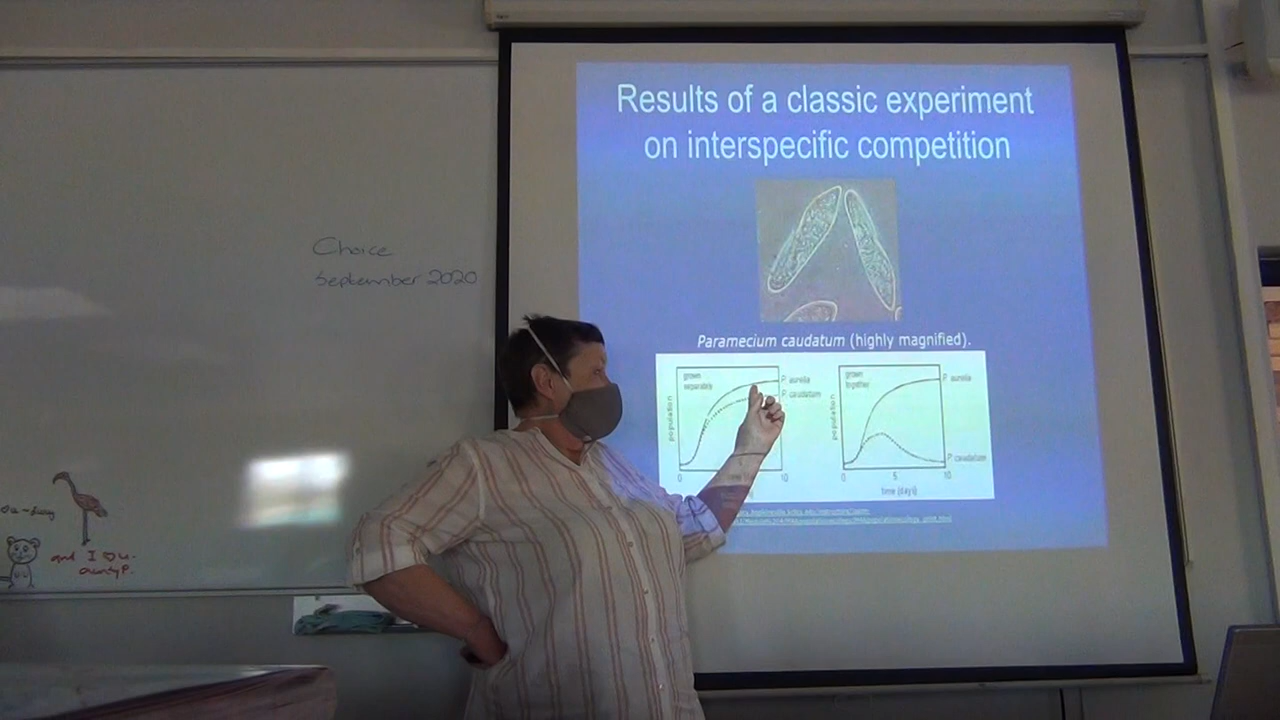 Results of a classic experiment
on interspecific competition
Choice
September 2020
Paramecium caudatum (highly magnified).
grown
separately
population
P. aurelia
P. caudatum
0
10
grown
together
population
P. aurelia
P. caudatum
0
5
10
time (days)
and I